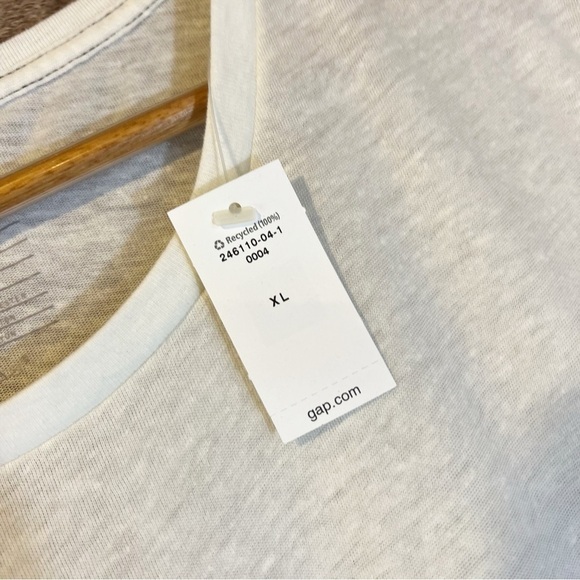 Recycled (100%)
246110-04-1
0004
XL
gap.com